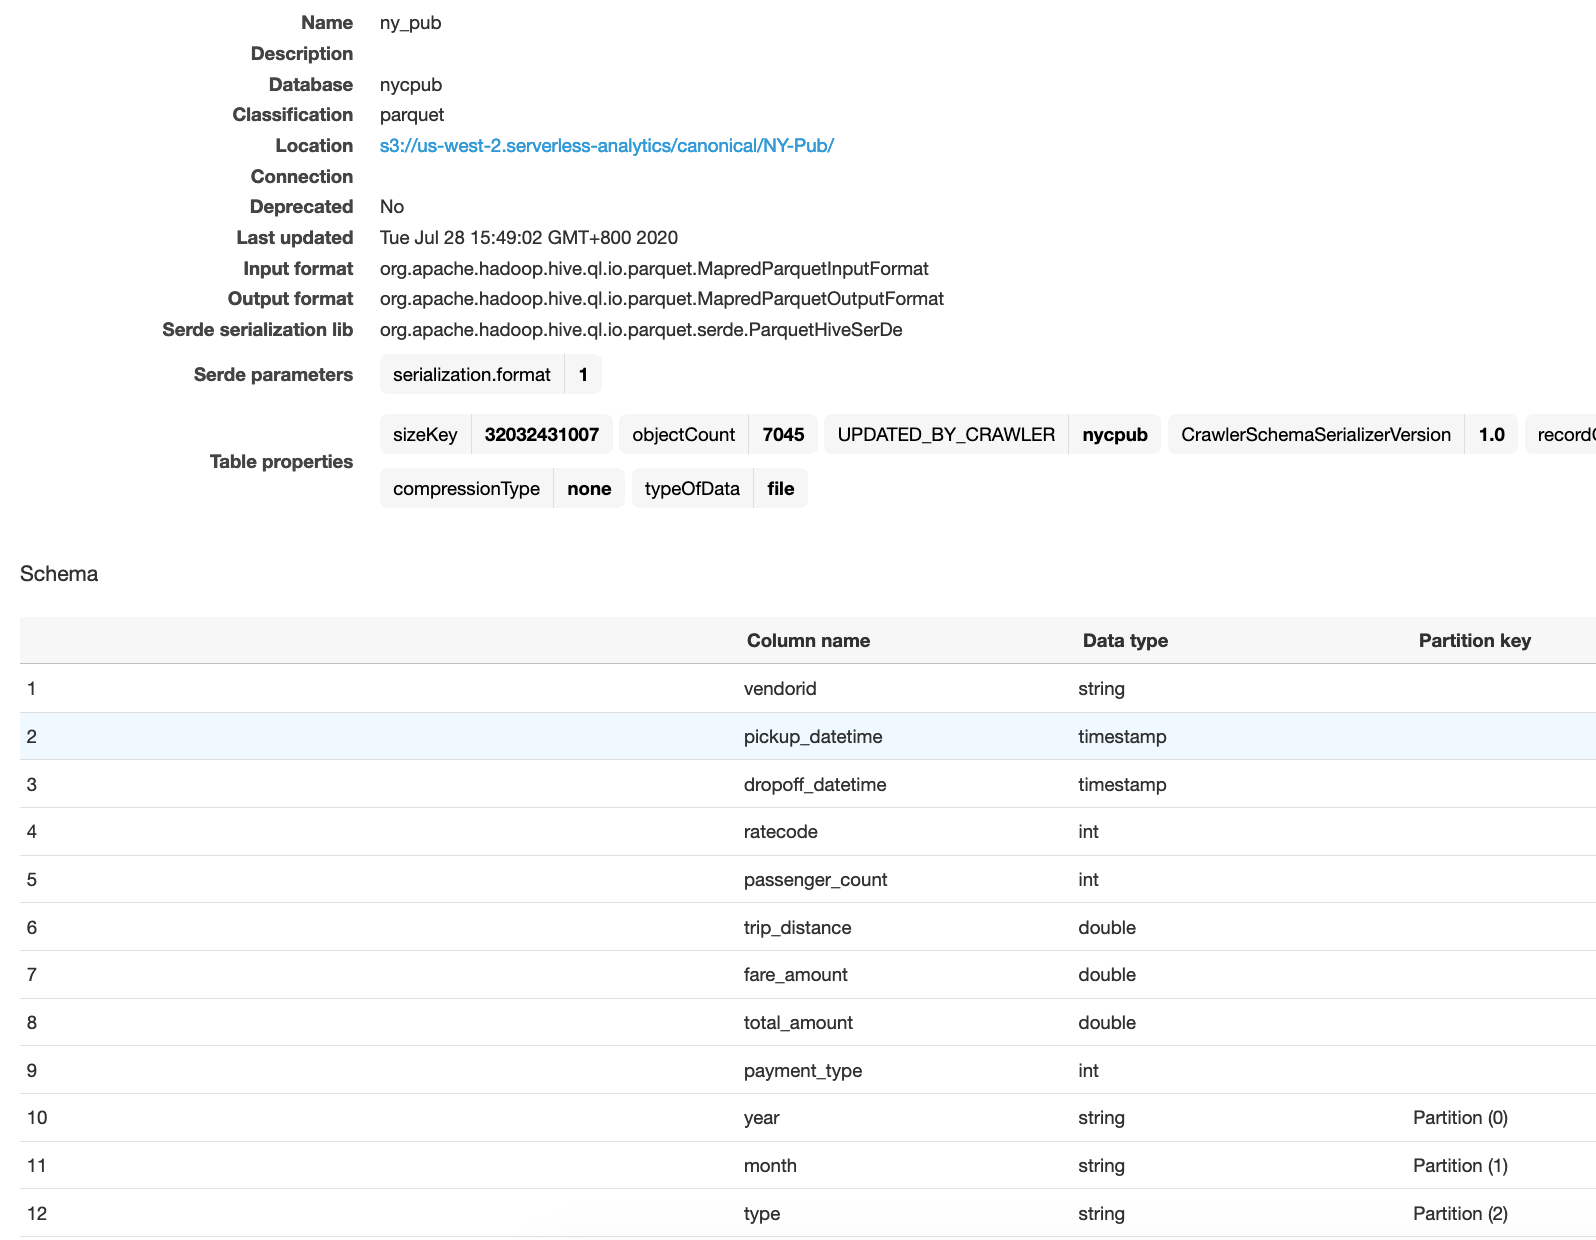 Name ny_pub
Description
Database nycpub
Classification parquet
Location s3://us-west-2.serverless-analytics/canonical/NY-Pub/
Connection
Deprecated No
Last updated Tue Jul 28 15:49:02 GMT+800 2020
Input format org.apache.hadoop.hive.ql.io.parquet.MapredParquetInputFormat
Output format org.apache.hadoop.hive.ql.io.parquet.MapredParquetOutputFormat
Serde serialization lib org.apache.hadoop.hive.ql.io.parquet.serde.ParquetHiveSerDe
Serde parameters serialization.format 1
Table properties
sizeKey 32032431007 objectCount 7045 UPDATED_BY_CRAWLER nycpub CrawlerSchemaSerializerVersion 1.0
compressionType none typeOfData file
Schema
Column name Data type Partition key
1 vendorid string
2 pickup_datetime timestamp
3 dropoff_datetime timestamp
4 ratecode int
5 passenger_count int
6 trip_distance double
7 fare_amount double
8 total_amount double
9 payment_type int
10 year string Partition (0)
11 month string Partition (1)
12 type string Partition (2)